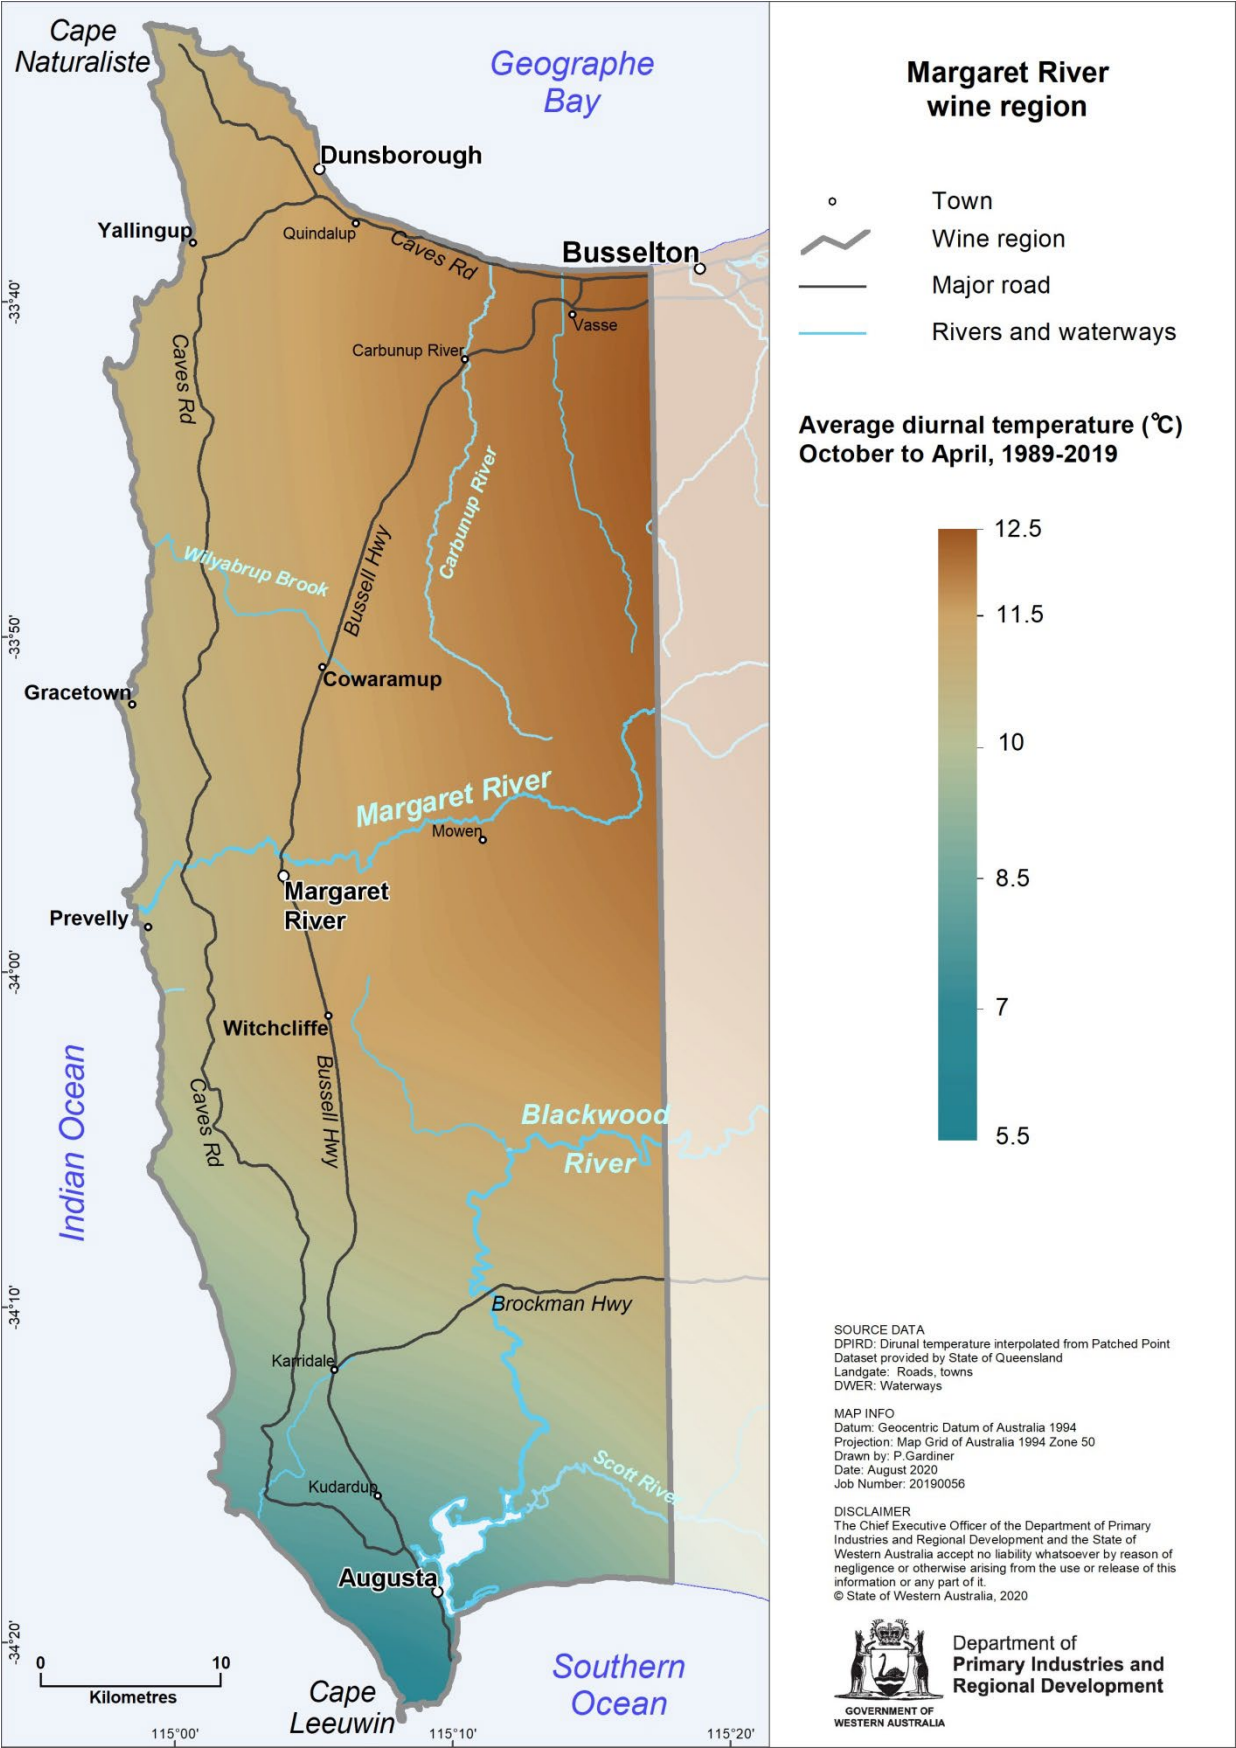 Cape
Naturaliste
Geographe
Bay
Dunsborough
Yallingup
Quindalup
Caves Rd
Busselton
Vasse
Carbunup River
Caves Rd
Carbunup River
Bussell Hwy
Wilyabrup Brook
Cowaramup
Gracetown
Margaret River
Mowen
Margaret
River
Prevelly
Witchcliffe
Bussell Hwy
Caves Rd
Indian Ocean
Blackwood
River
Brockman Hwy
Karridale
Scott River
Kudardup
Augusta
Southern
Ocean
Cape
Leeuwin
0 10
Kilometres
-33°40'
-33°50'
-34°00'
-34°10'
-34°20'
115°00'
115°10'
115°20'
Margaret River
wine region
Town
Wine region
Major road
Rivers and waterways
Average diurnal temperature (°C)
October to April, 1989-2019
12.5
11.5
10
8.5
7
5.5
SOURCE DATA
DPIRD: Dirunal temperature interpolated from Patched Point
Dataset provided by State of Queensland
Landgate: Roads, towns
DWER: Waterways
MAP INFO
Datum: Geocentric Datum of Australia 1994
Projection: Map Grid of Australia 1994 Zone 50
Drawn by: P.Gardiner
Date: August 2020
Job Number: 20190056
DISCLAIMER
The Chief Executive Officer of the Department of Primary
Industries and Regional Development and the State of
Western Australia accept no liability whatsoever by reason of
negligence or otherwise arising from the use or release of this
information or any part of it.
© State of Western Australia, 2020
GOVERNMENT OF
WESTERN AUSTRALIA
Department of
Primary Industries and
Regional Development